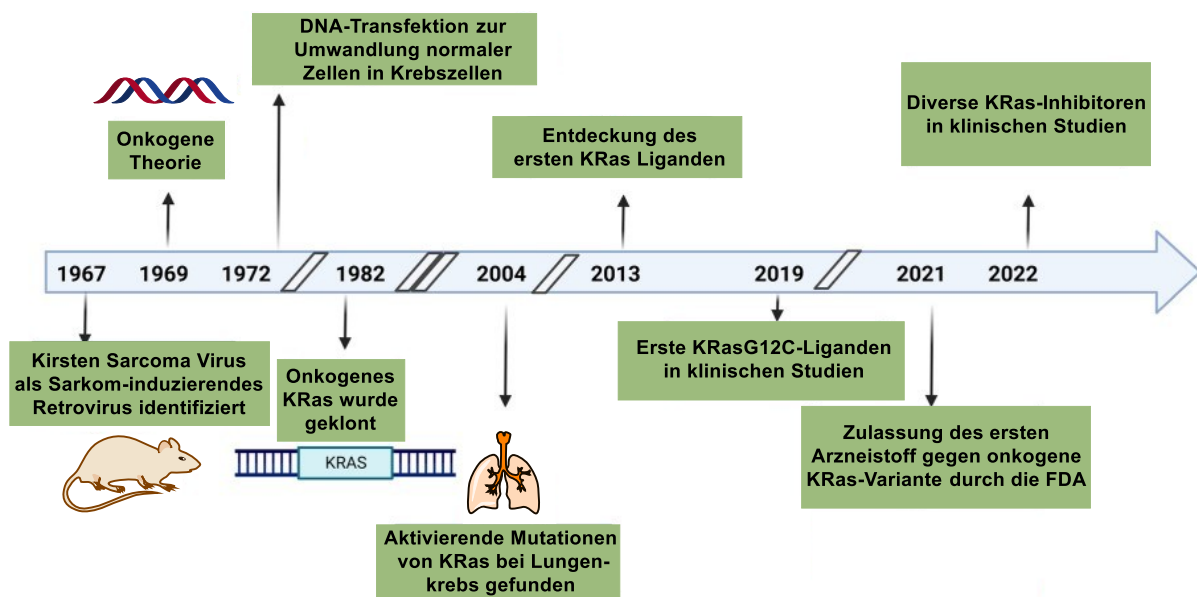 DNA-Transfektion zur
Umwandlung normaler
Zellen in Krebszellen
Onkogene
Theorie
Entdeckung des
ersten KRas Liganden
Diverse KRas-Inhibitoren
in klinischen Studien
1967 1969 1972 1982 2004 2013 2019 2021 2022
Kirsten Sarcoma Virus
als Sarkom-induzierendes
Retrovirus identifiziert
Onkogenes
KRas wurde
geklont
KRAS
Aktivierende Mutationen
von KRas bei Lungen-
krebs gefunden
Erste KRasG12C-Liganden
in klinischen Studien
Zulassung des ersten
Arzneistoff gegen onkogene
KRas-Variante durch die FDA